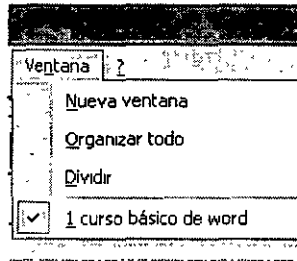 Ventana ?
Nueva ventana
Organizar todo
Dividir
1 curso básico de word